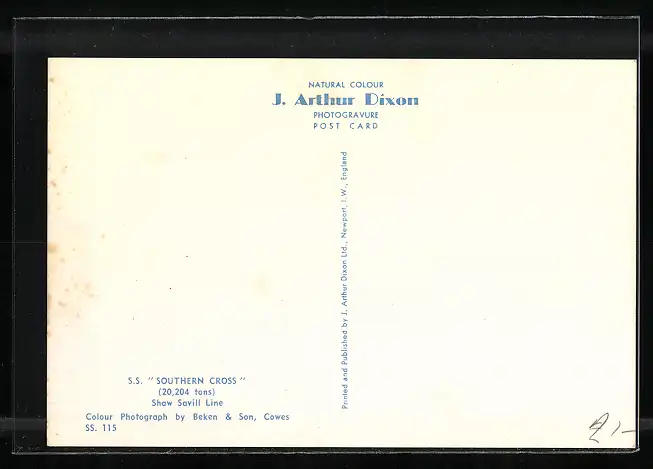 NATURAL COLOUR
J. Arthur Dixon
PHOTOGRAVURE
POST CARD
Printed and Published by J. Arthur Dixon Ltd., Newport, I.W., England
S.S. "SOUTHERN CROSS"
(20,204 tons)
Shaw Savill Line
Colour Photograph by Beken & Son, Cowes
SS. 115